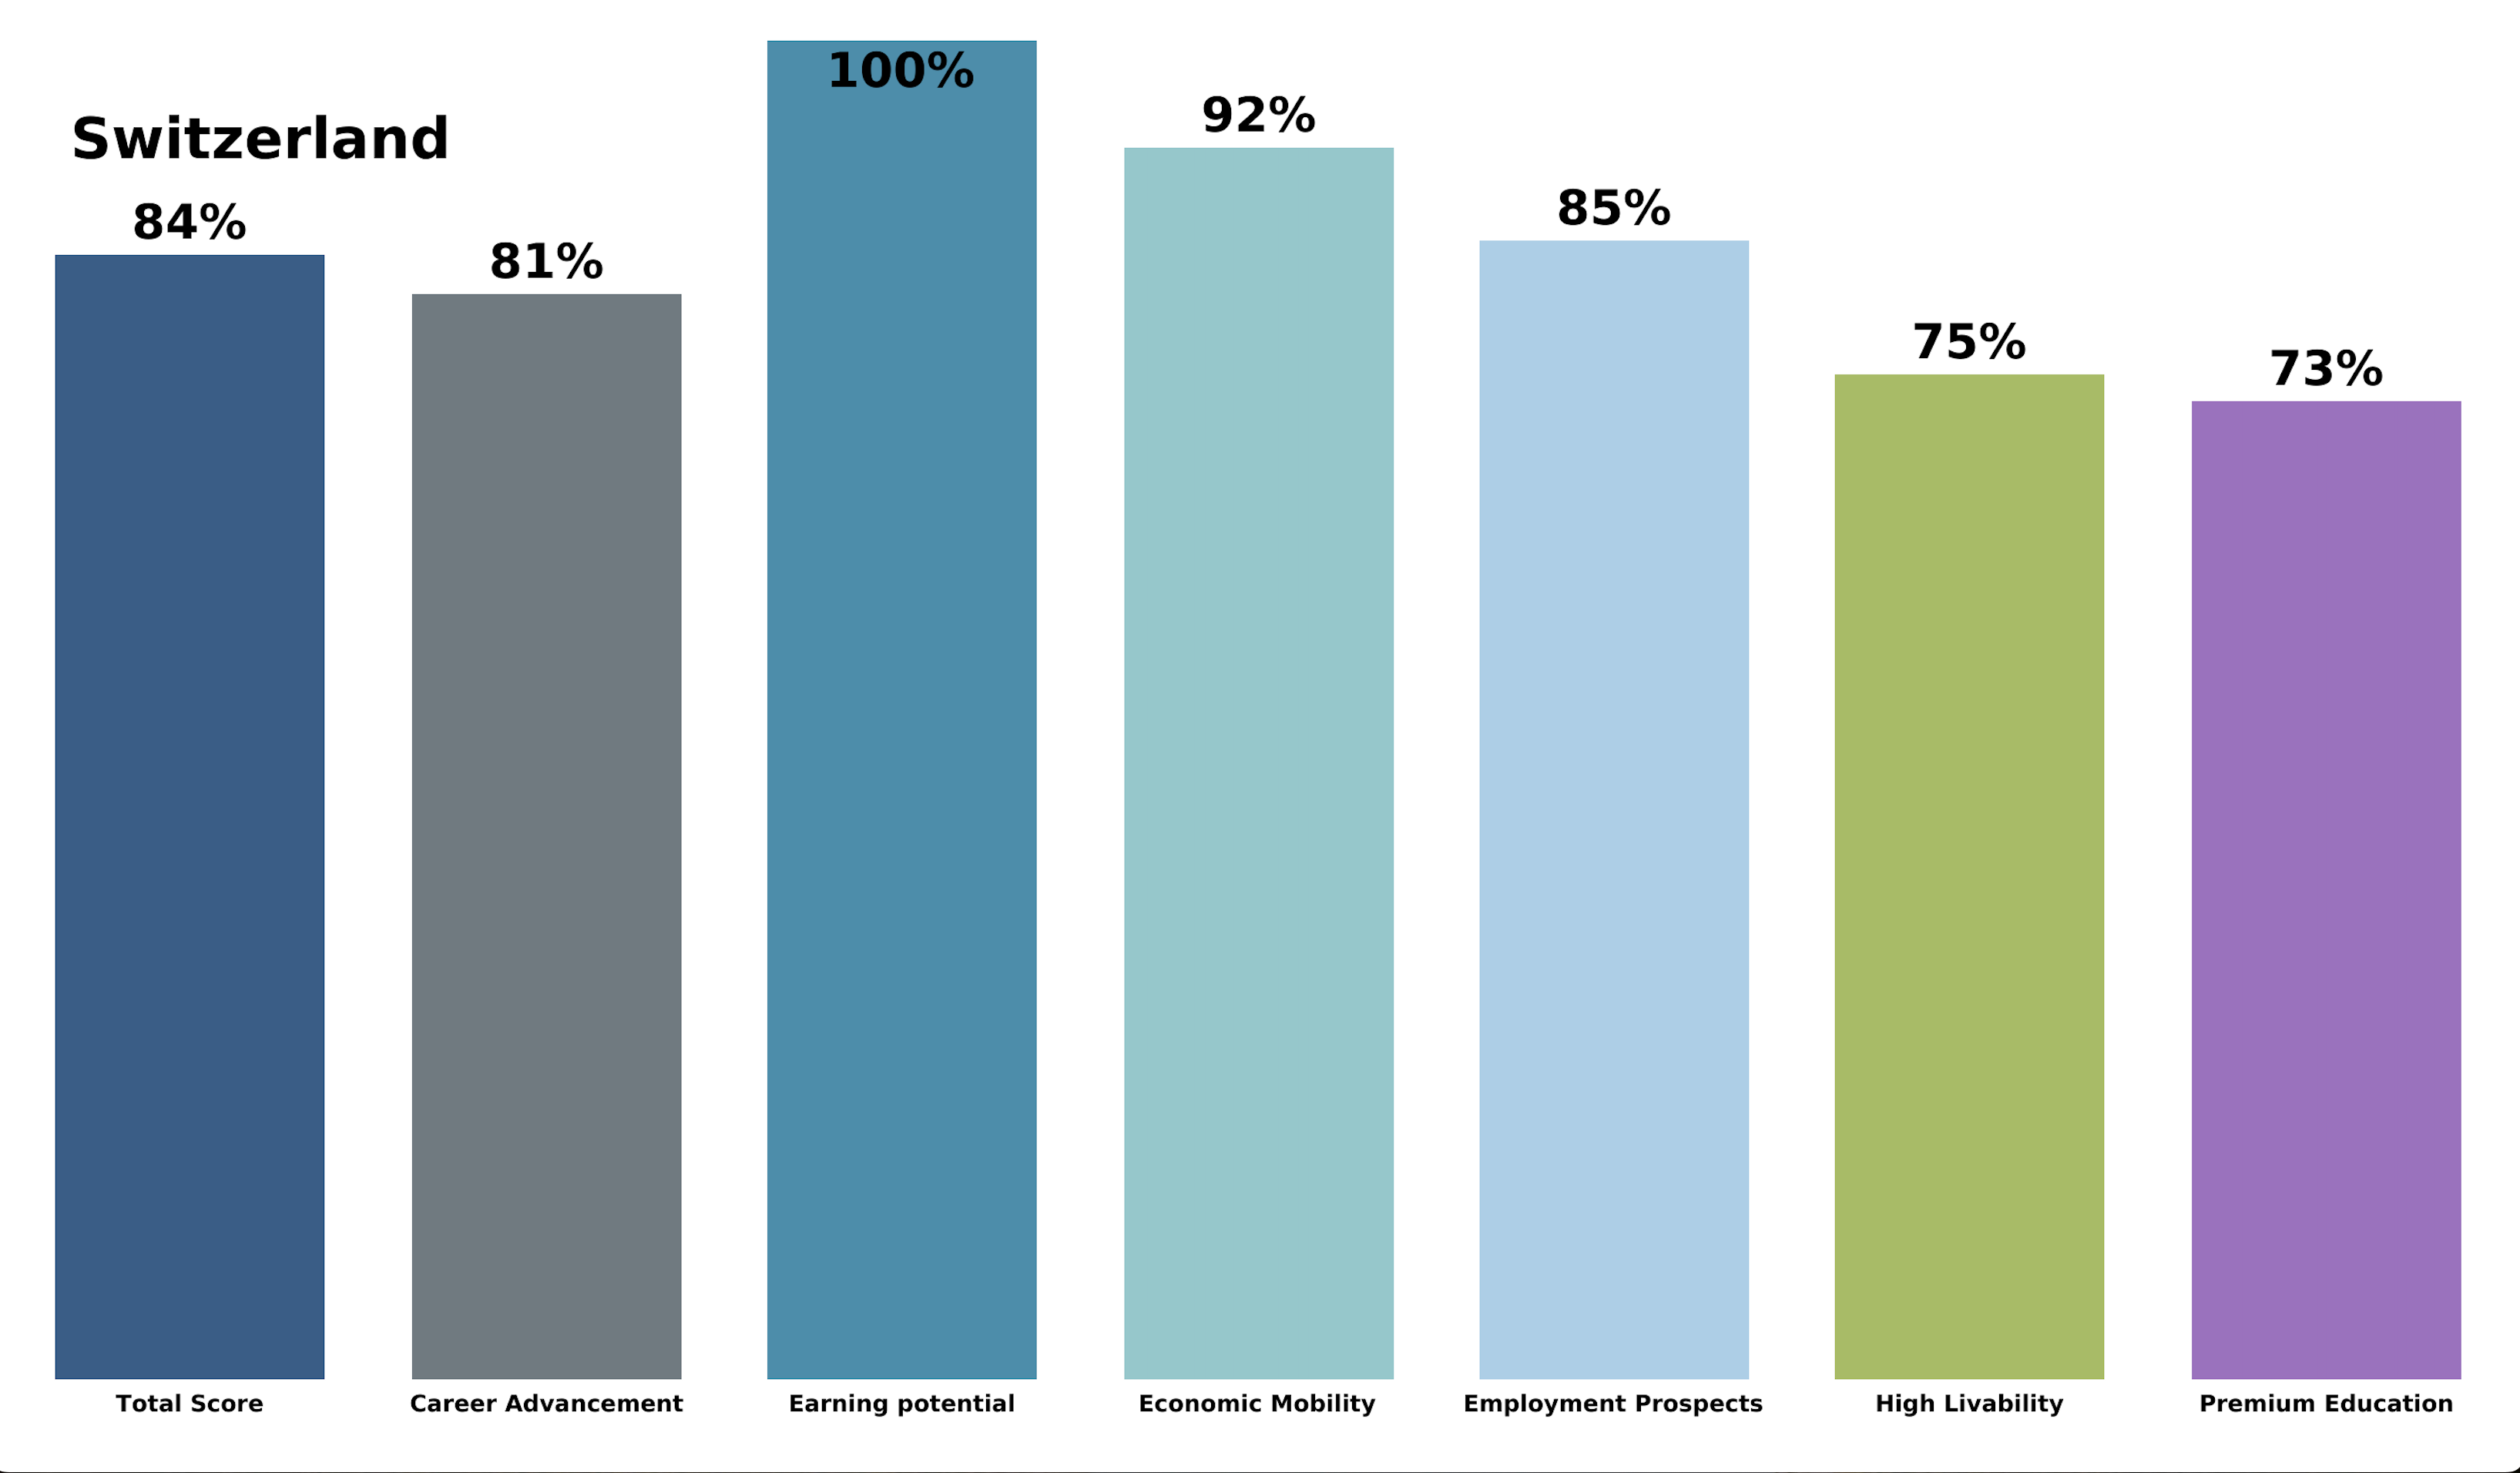 Switzerland
84%
81%
100%
92%
85%
75%
73%
Total Score
Career Advancement
Earning potential
Economic Mobility
Employment Prospects
High Livability
Premium Education